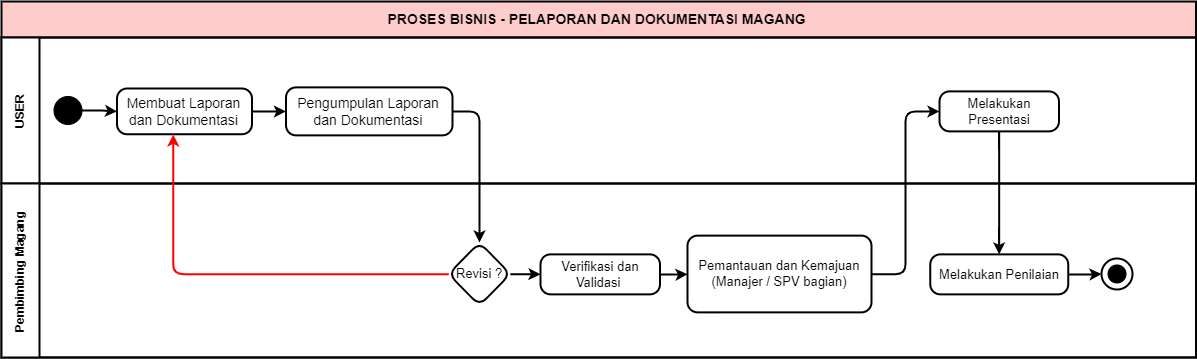 PROSES BISNIS - PELAPORAN DAN DOKUMENTASI MAGANG
USER
Membuat Laporan
dan Dokumentasi
Pengumpulan Laporan
dan Dokumentasi
Melakukan
Presentasi
Pembimbing Magang
Revisi ?
Verifikasi dan
Validasi
Pemantauan dan Kemajuan
(Manajer / SPV bagian)
Melakukan Penilaian